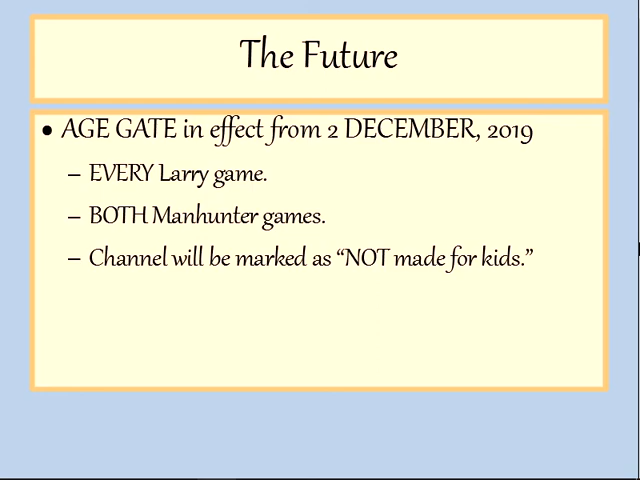 The Future
• AGE GATE in effect from 2 DECEMBER, 2019
– EVERY Larry game.
– BOTH Manhunter games.
– Channel will be marked as “NOT made for kids.”